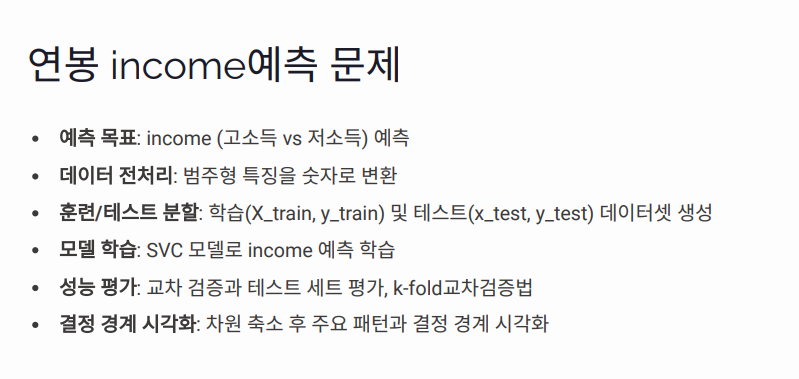 연봉 income예측 문제
• 예측 목표: income (고소득 vs 저소득) 예측
• 데이터 전처리: 범주형 특징을 숫자로 변환
• 훈련/테스트 분할: 학습(X_train, y_train) 및 테스트(x_test, y_test) 데이터셋 생성
• 모델 학습: SVC 모델로 income 예측 학습
• 성능 평가: 교차 검증과 테스트 세트 평가, k-fold교차검증법
• 결정 경계 시각화: 차원 축소 후 주요 패턴과 결정 경계 시각화